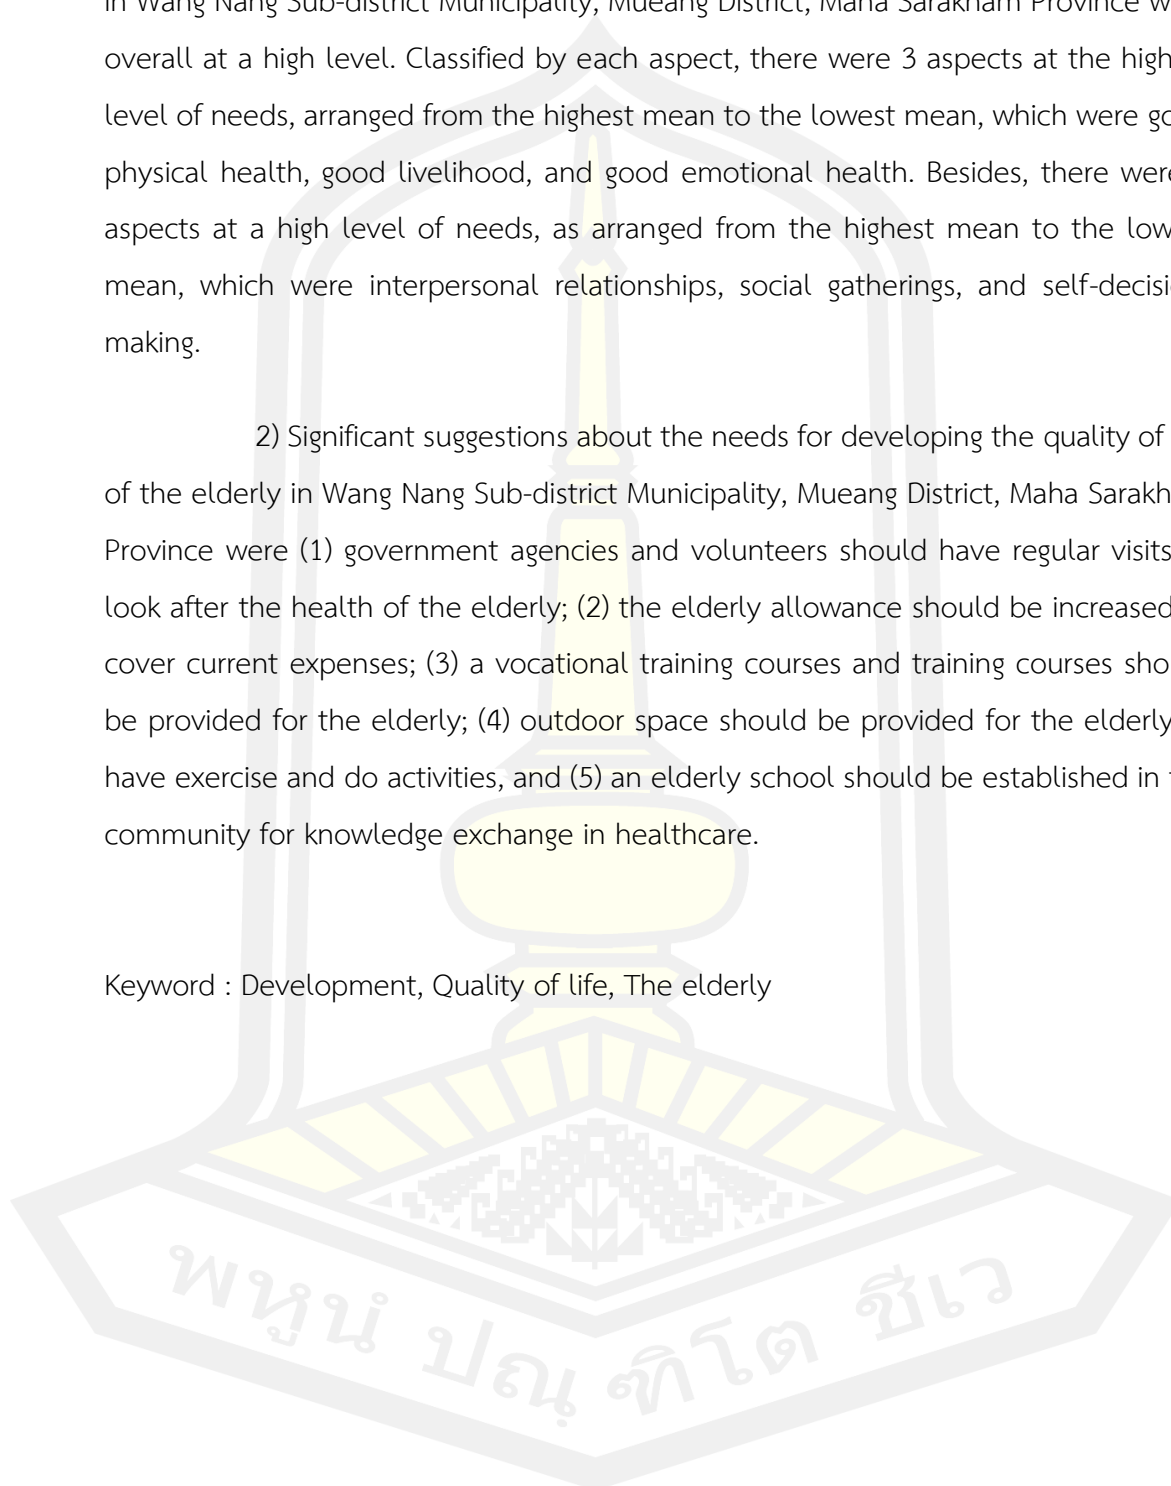 in Wang Nang Sub-district Municipality, Mueang District, Maha Sarakham Province w
overall at a high level. Classified by each aspect, there were 3 aspects at the high
level of needs, arranged from the highest mean to the lowest mean, which were go
physical health, good livelihood, and good emotional health. Besides, there were
aspects at a high level of needs, as arranged from the highest mean to the low
mean, which were interpersonal relationships, social gatherings, and self-decisi
making.
2) Significant suggestions about the needs for developing the quality of
of the elderly in Wang Nang Sub-district Municipality, Mueang District, Maha Sarakh
Province were (1) government agencies and volunteers should have regular visits
look after the health of the elderly; (2) the elderly allowance should be increased
cover current expenses; (3) a vocational training courses and training courses sho
be provided for the elderly; (4) outdoor space should be provided for the elderly
have exercise and do activities, and (5) an elderly school should be established in
community for knowledge exchange in healthcare.
Keyword : Development, Quality of life, The elderly
พหูนํ ปณฺฑิโต ชีเว